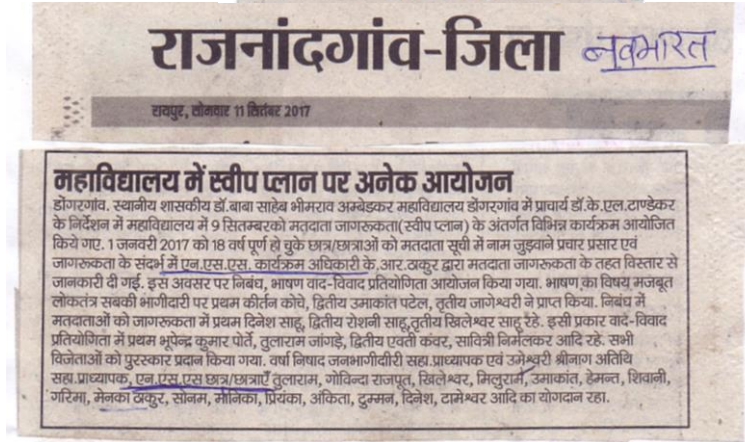 राजनांदगांव-जिला
नवभारत
रायपुर, सोमवार 11 सितंबर 2017
महाविद्यालय में स्वीप प्लान पर अनेक आयोजन
डोंगरगांव. स्थानीय शासकीय डॉ.बाबा साहेब भीमराव अम्बेडकर महाविद्यालय डोंगरगांव में प्राचार्य डॉ.के.एल.टाण्डेकर
के निर्देशन में महाविद्यालय में 9 सितम्बरको मतदाता जागरूकता(स्वीप प्लान) के अंतर्गत विभिन्न कार्यक्रम आयोजित
किये गए. 1 जनवरी 2017 को 18 वर्ष पूर्ण हो चुके छात्र/छात्राओं को मतदाता सूची में नाम जुड़वाने प्रचार प्रसार एवं
जागरूकता के संदर्भ में एन.एस.एस. कार्यक्रम अधिकारी के.आर.ठाकुर द्वारा मतदाता जागरूकता के तहत विस्तार से
जानकारी दी गई. इस अवसर पर निबंध, भाषण वाद-विवाद प्रतियोगिता आयोजन किया गया. भाषण का विषय मजबूत
लोकतंत्र सबकी भागीदारी पर प्रथम कीर्तन कोचे, द्वितीय उमाकांत पटेल, तृतीय जागेश्वरी ने प्राप्त किया. निबंध में
मतदाताओं को जागरूकता में प्रथम दिनेश साहू, द्वितीय रोशनी साहू,तृतीय खिलेश्वर साहू रहे. इसी प्रकार वाद-विवाद
प्रतियोगिता में प्रथम भूपेन्द्र कुमार पोर्ते, तुलाराम जांगड़े, द्वितीय एवती कंवर, सावित्री निर्मलकर आदि रहे. सभी
विजेताओं को पुरस्कार प्रदान किया गया. वर्षा निषाद जनभागीदीरी सहा.प्राध्यापक एवं उमेश्वरी श्रीनाग अतिथि
सहा.प्राध्यापक, एन.एस.एस छात्र/छात्राएँ तुलाराम, गोविन्दा राजपूत, खिलेश्वर, मिलुराम, उमाकांत, हेमन्त, शिवानी,
गरिमा, मेनका ठाकुर, सोनम, मोनिका, प्रियंका, अंकिता, दुम्मन, दिनेश, टामेश्वर आदि का योगदान रहा.